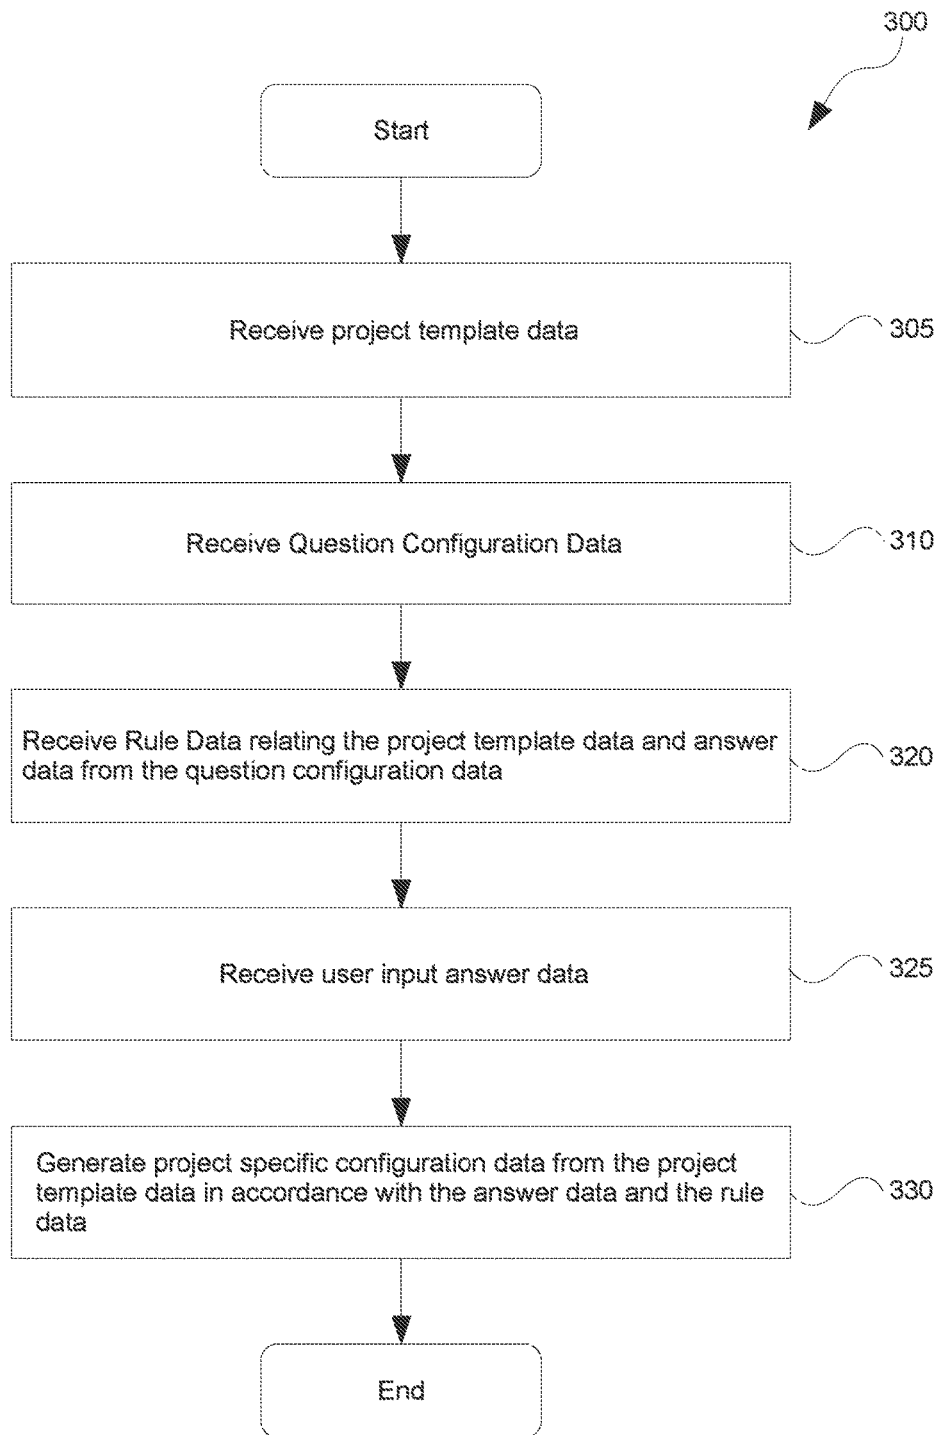 300
Start
Receive project template data
305
Receive Question Configuration Data
310
Receive Rule Data relating the project template data and answer
data from the question configuration data
320
Receive user input answer data
325
Generate project specific configuration data from the project
template data in accordance with the answer data and the rule
data
330
End